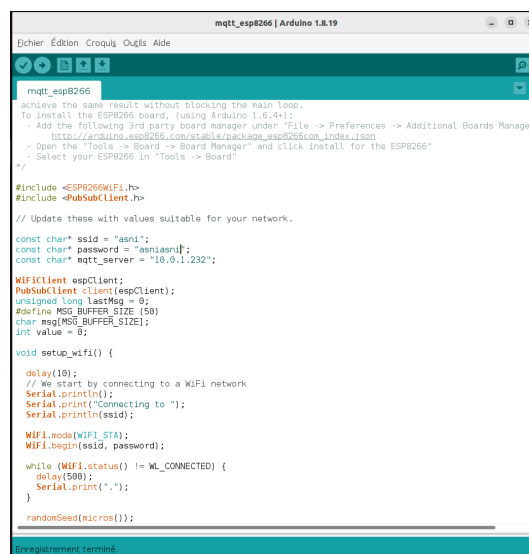 mqtt_esp8266 | Arduino 1.8.19
Fichier Édition Croquis Outils Aide
mqtt_esp8266
achieve the same result without blocking the main loop.
To install the ESP8266 board, (using Arduino 1.6.4+):
- Add the following 3rd party board manager under "File -> Preferences -> Additional Boards Manage
http://arduino.esp8266.com/stable/package_esp8266com_index.json
- Open the "Tools -> Board -> Board Manager" and click install for the ESP8266"
- Select your ESP8266 in "Tools -> Board"
*/
#include <ESP8266WiFi.h>
#include <PubSubClient.h>
// Update these with values suitable for your network.
const char* ssid = "asni";
const char* password = "asniasni";
const char* mqtt_server = "10.0.1.232";
WiFiClient espClient;
PubSubClient client(espClient);
unsigned long lastMsg = 0;
#define MSG_BUFFER_SIZE (50)
char msg[MSG_BUFFER_SIZE];
int value = 0;
void setup_wifi() {
delay(10);
// We start by connecting to a WiFi network
Serial.println();
Serial.print("Connecting to ");
Serial.println(ssid);
WiFi.mode(WIFI_STA);
WiFi.begin(ssid, password);
while (WiFi.status() != WL_CONNECTED) {
delay(500);
Serial.print(".");
}
randomSeed(micros());
Enregistrement terminé.